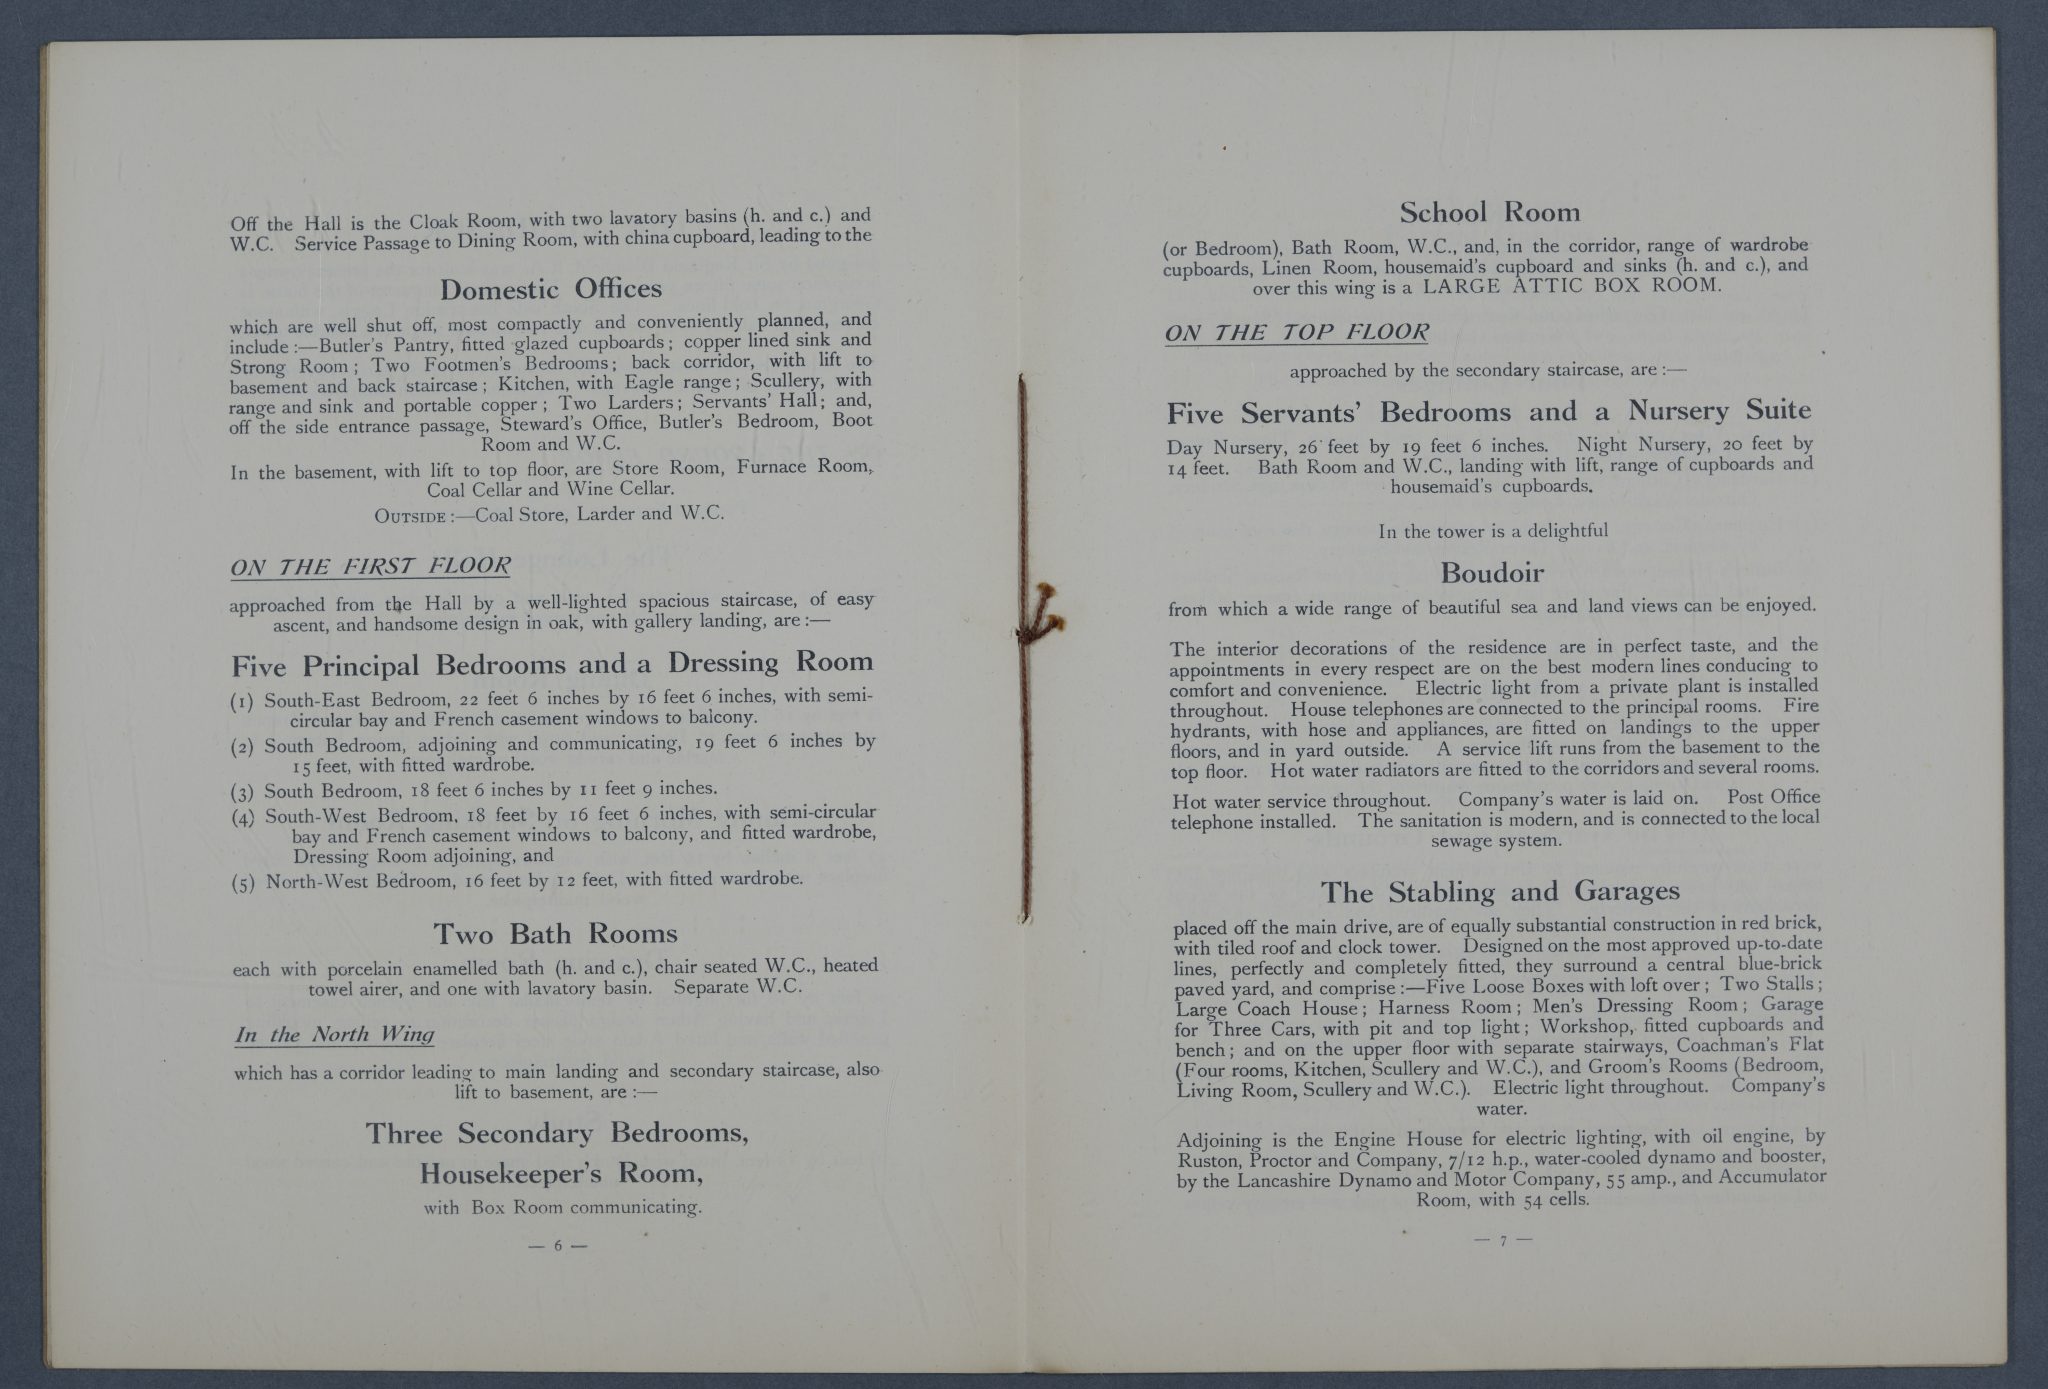 Off the Hall is the Cloak Room, with two lavatory basins (h. and c.) and
W.C. Service Passage to Dining Room, with china cupboard, leading to the
Domestic Offices
which are well shut off, most compactly and conveniently planned, and
include :—Butler's Pantry, fitted glazed cupboards; copper lined sink and
Strong Room; Two Footmen's Bedrooms; back corridor, with lift to
basement and back staircase; Kitchen, with Eagle range; Scullery, with
range and sink and portable copper; Two Larders; Servants' Hall; and,
off the side entrance passage, Steward's Office, Butler's Bedroom, Boot
Room and W.C.
In the basement, with lift to top floor, are Store Room, Furnace Room,
Coal Cellar and Wine Cellar.
OUTSIDE :—Coal Store, Larder and W.C.
ON THE FIRST FLOOR
approached from the Hall by a well-lighted spacious staircase, of easy
ascent, and handsome design in oak, with gallery landing, are :—
Five Principal Bedrooms and a Dressing Room
(1) South-East Bedroom, 22 feet 6 inches by 16 feet 6 inches, with semi-
circular bay and French casement windows to balcony.
(2) South Bedroom, adjoining and communicating, 19 feet 6 inches by
15 feet, with fitted wardrobe.
(3) South Bedroom, 18 feet 6 inches by 11 feet 9 inches.
(4) South-West Bedroom, 18 feet by 16 feet 6 inches, with semi-circular
bay and French casement windows to balcony, and fitted wardrobe,
Dressing Room adjoining, and
(5) North-West Bedroom, 16 feet by 12 feet, with fitted wardrobe.
Two Bath Rooms
each with porcelain enamelled bath (h. and c.), chair seated W.C., heated
towel airer, and one with lavatory basin. Separate W.C.
In the North Wing
which has a corridor leading to main landing and secondary staircase, also
lift to basement, are :—
Three Secondary Bedrooms,
Housekeeper's Room,
with Box Room communicating.
— 6 —
School Room
(or Bedroom), Bath Room, W.C., and, in the corridor, range of wardrobe
cupboards, Linen Room, housemaid's cupboard and sinks (h. and c.), and
over this wing is a LARGE ATTIC BOX ROOM.
ON THE TOP FLOOR
approached by the secondary staircase, are :—
Five Servants' Bedrooms and a Nursery Suite
Day Nursery, 26 feet by 19 feet 6 inches. Night Nursery, 20 feet by
14 feet. Bath Room and W.C., landing with lift, range of cupboards and
housemaid's cupboards.
In the tower is a delightful
Boudoir
from which a wide range of beautiful sea and land views can be enjoyed.
The interior decorations of the residence are in perfect taste, and the
appointments in every respect are on the best modern lines conducing to
comfort and convenience. Electric light from a private plant is installed
throughout. House telephones are connected to the principal rooms. Fire
hydrants, with hose and appliances, are fitted on landings to the upper
floors, and in yard outside. A service lift runs from the basement to the
top floor. Hot water radiators are fitted to the corridors and several rooms.
Hot water service throughout. Company's water is laid on. Post Office
telephone installed. The sanitation is modern, and is connected to the local
sewage system.
The Stabling and Garages
placed off the main drive, are of equally substantial construction in red brick,
with tiled roof and clock tower. Designed on the most approved up-to-date
lines, perfectly and completely fitted, they surround a central blue-brick
paved yard, and comprise :—Five Loose Boxes with loft over; Two Stalls;
Large Coach House; Harness Room; Men's Dressing Room; Garage
for Three Cars, with pit and top light; Workshop, fitted cupboards and
bench; and on the upper floor with separate stairways, Coachman's Flat
(Four rooms, Kitchen, Scullery and W.C.), and Groom's Rooms (Bedroom,
Living Room, Scullery and W.C.). Electric light throughout. Company's
water.
Adjoining is the Engine House for electric lighting, with oil engine, by
Ruston, Proctor and Company, 7/12 h.p., water-cooled dynamo and booster,
by the Lancashire Dynamo and Motor Company, 55 amp., and Accumulator
Room, with 54 cells.
— 7 —